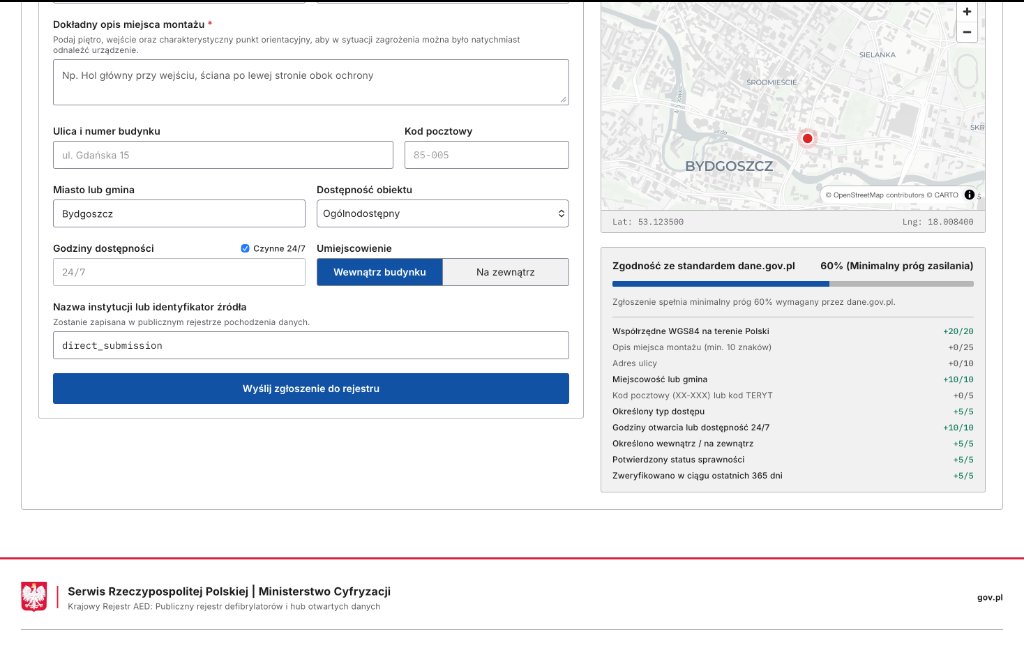 Dokładny opis miejsca montażu *
Podaj piętro, wejście oraz charakterystyczny punkt orientacyjny, aby w sytuacji zagrożenia można było natychmiast
odnaleźć urządzenie.
Np. Hol główny przy wejściu, ściana po lewej stronie obok ochrony
Ulica i numer budynku
Kod pocztowy
ul. Gdańska 15
85-005
Miasto lub gmina
Dostępność obiektu
Bydgoszcz
Ogólnodostępny
Godziny dostępności
Czynne 24/7
Umiejscowienie
24/7
Wewnątrz budynku
Na zewnątrz
Nazwa instytucji lub identyfikator źródła
Zostanie zapisana w publicznym rejestrze pochodzenia danych.
direct_submission
Wyślij zgłoszenie do rejestru
+
−
SIELANKA
ŚRÓDMIEŚCIE
SKR
BYDGOSZCZ
© OpenStreetMap contributors © CARTO
Lat: 53.123500
Lng: 18.008400
Zgodność ze standardem dane.gov.pl
60% (Minimalny próg zasilania)
Zgłoszenie spełnia minimalny próg 60% wymagany przez dane.gov.pl.
Współrzędne WGS84 na terenie Polski +20/20
Opis miejsca montażu (min. 10 znaków) +0/25
Adres ulicy +0/10
Miejscowość lub gmina +10/10
Kod pocztowy (XX-XXX) lub kod TERYT +0/5
Określony typ dostępu +5/5
Godziny otwarcia lub dostępność 24/7 +10/10
Określono wewnątrz / na zewnątrz +5/5
Potwierdzony status sprawności +5/5
Zweryfikowano w ciągu ostatnich 365 dni +5/5
Serwis Rzeczypospolitej Polskiej | Ministerstwo Cyfryzacji
Krajowy Rejestr AED: Publiczny rejestr defibrylatorów i hub otwartych danych
gov.pl